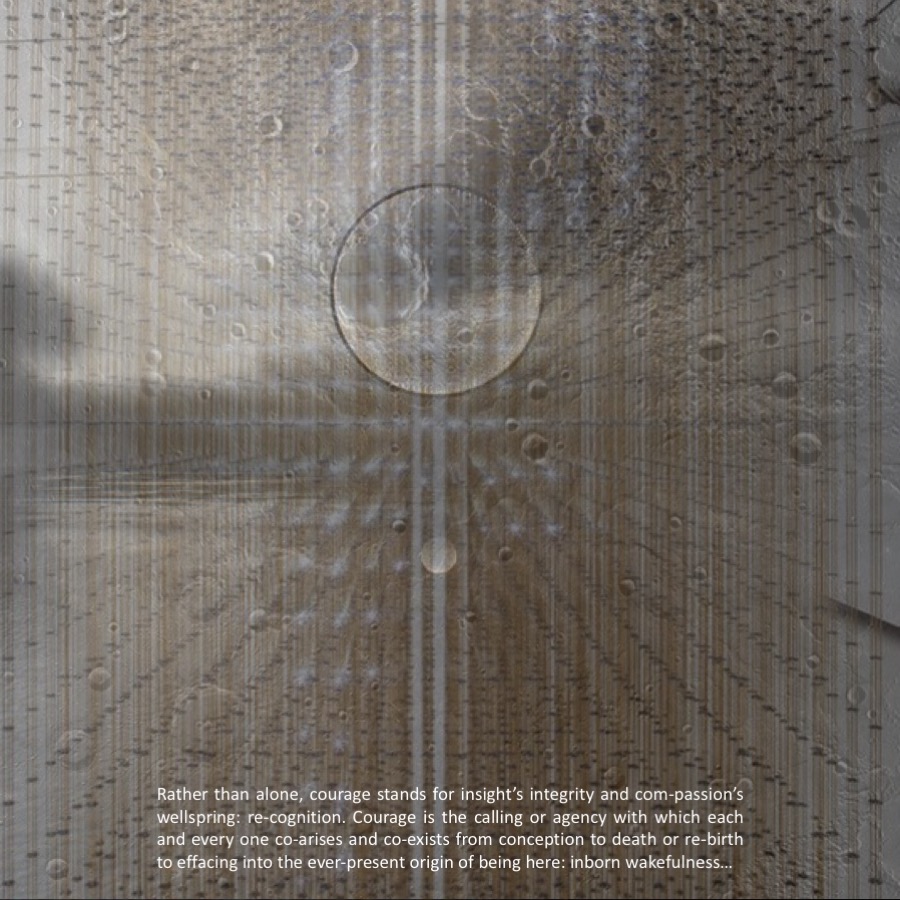 Rather than alone, courage stands for insight’s integrity and com-passion’s
wellspring: re-cognition. Courage is the calling or agency with which each
and every one co-arises and co-exists from conception to death or re-birth
to effacing into the ever-present origin of being here: inborn wakefulness…